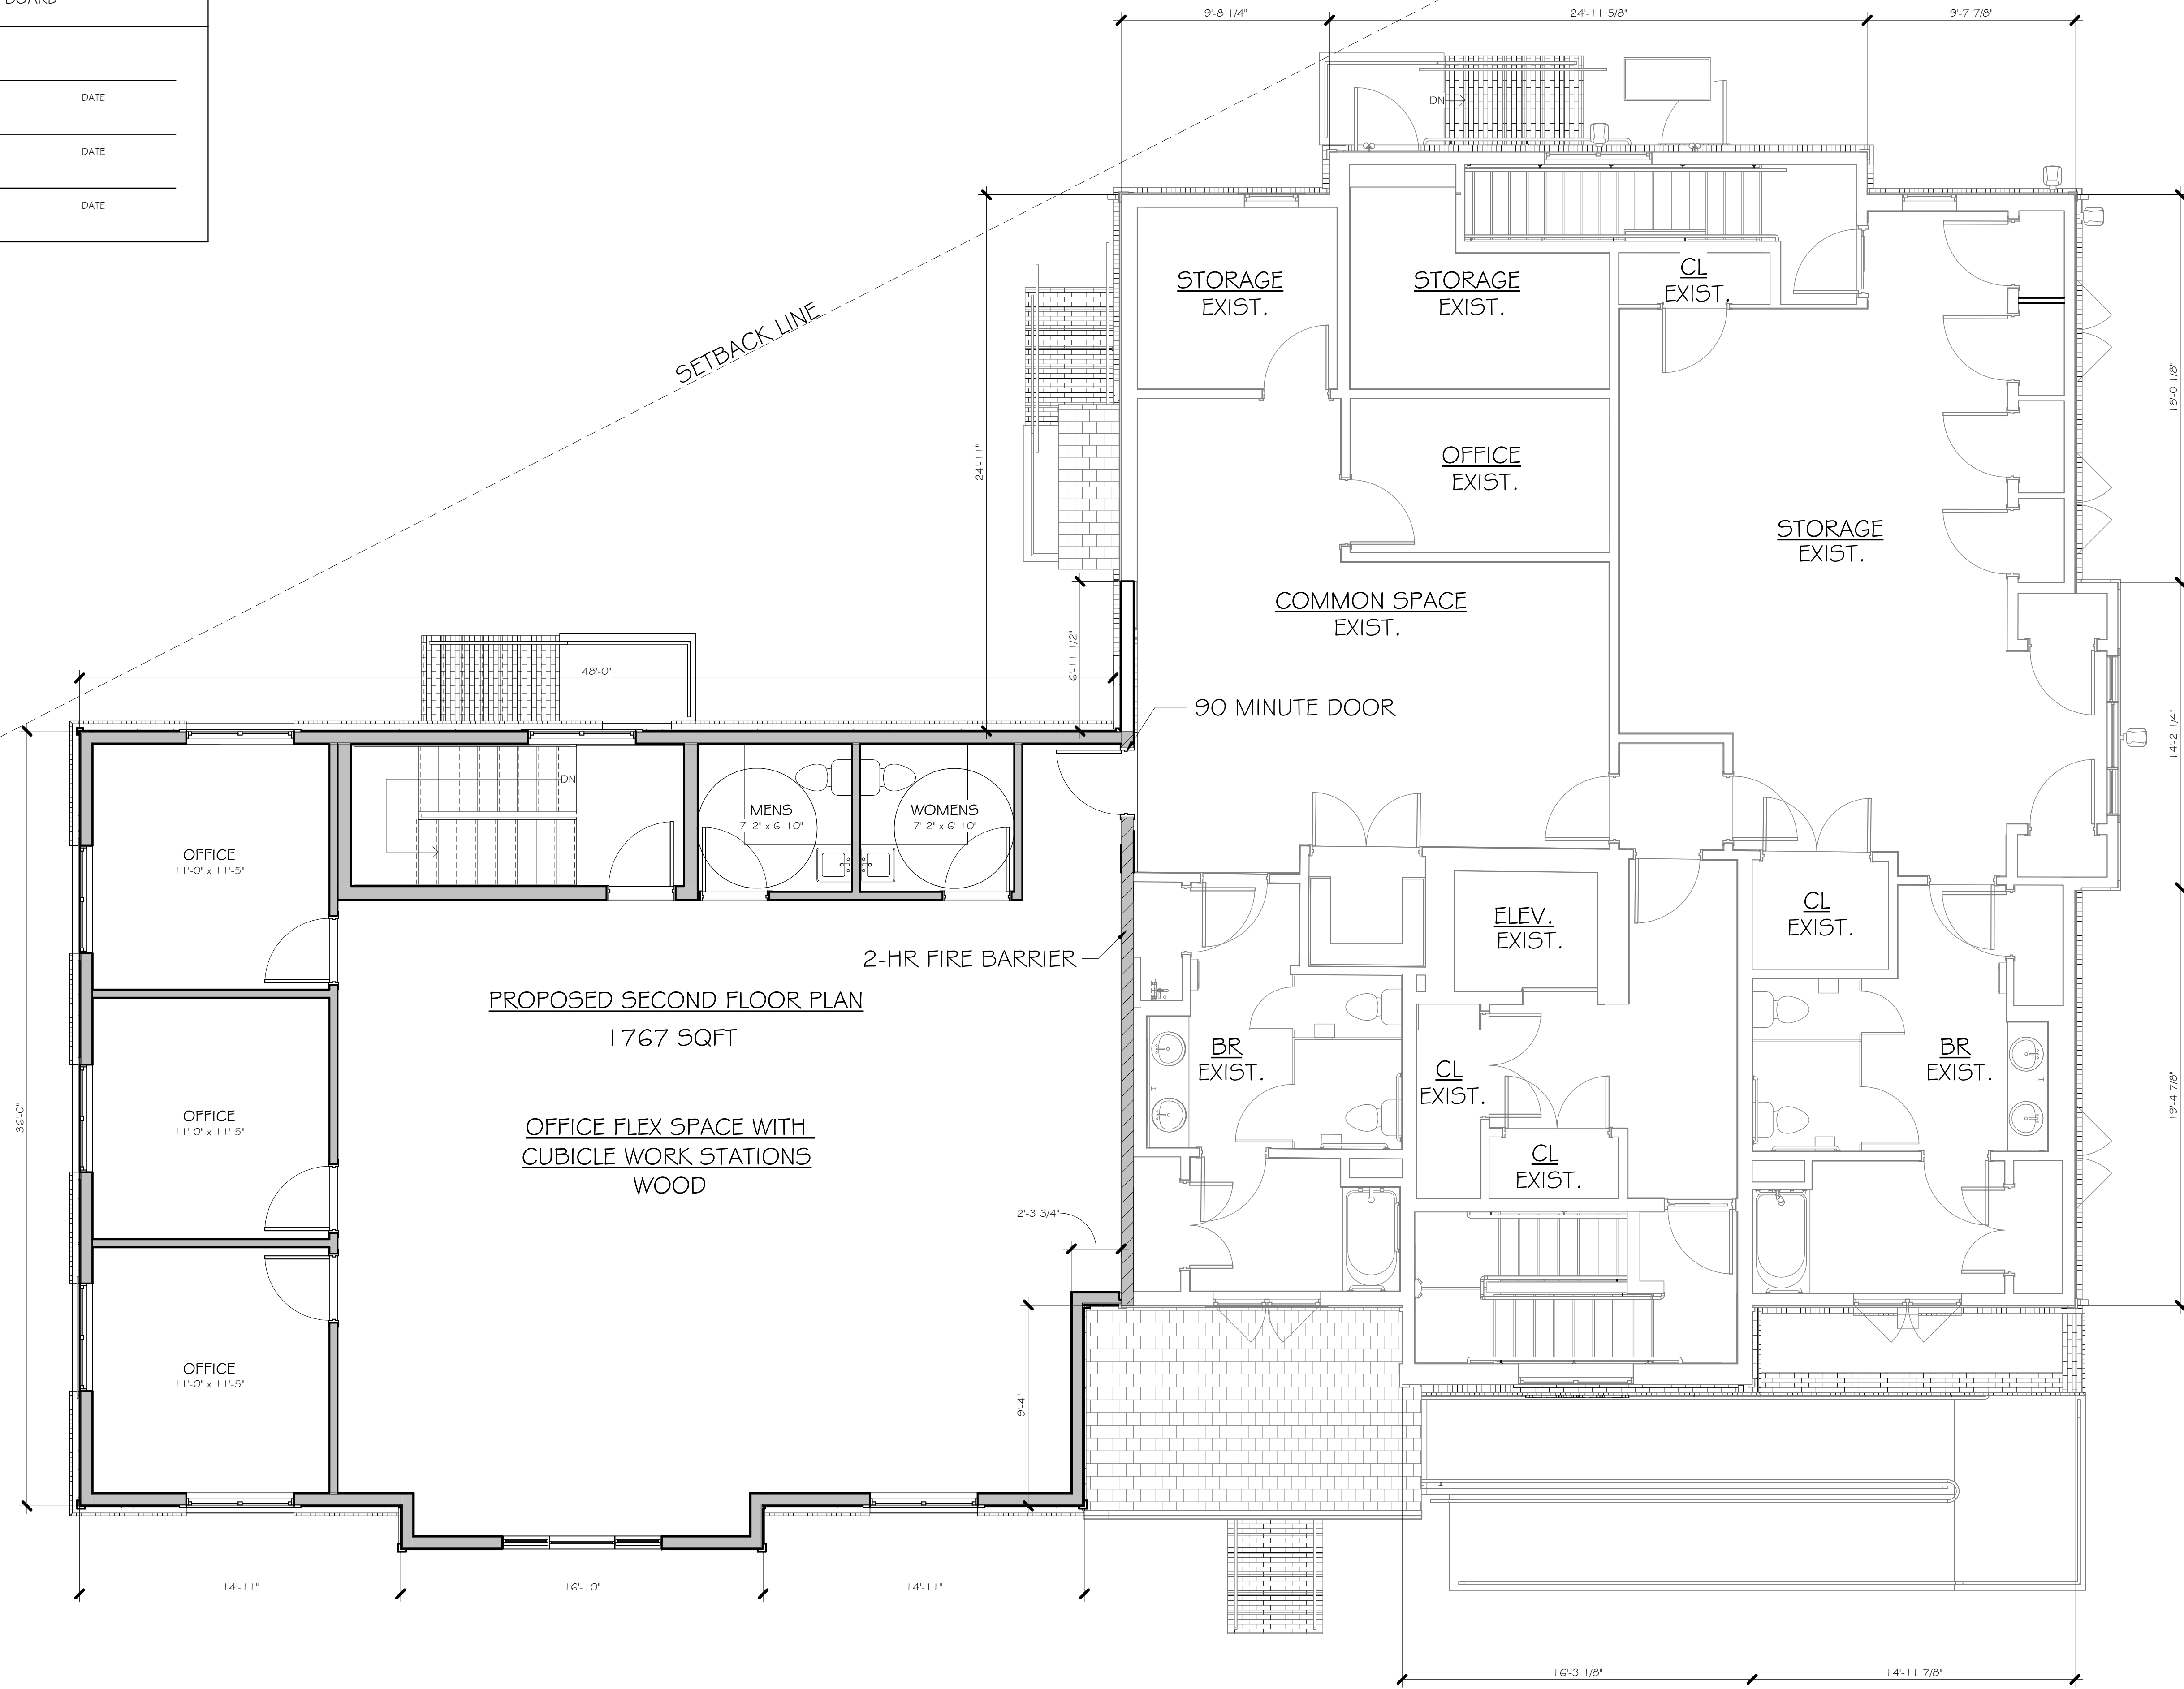 BOARD
DATE
DATE
DATE
9'-8 1/4"
24'-11 5/8"
9'-7 7/8"
DN
SETBACK LINE
STORAGE
EXIST.
STORAGE
EXIST.
CL
EXIST.
24'-11"
18'-0 1/8"
OFFICE
EXIST.
STORAGE
EXIST.
COMMON SPACE
EXIST.
6'-11 1/2"
48'-0"
90 MINUTE DOOR
14'-2 1/4"
DN
MENS
7'-2" x 6'-10"
WOMENS
7'-2" x 6'-10"
OFFICE
11'-0" x 11'-5"
2-HR FIRE BARRIER
ELEV.
EXIST.
CL
EXIST.
PROPOSED SECOND FLOOR PLAN
1767 SQFT
BR
EXIST.
CL
EXIST.
BR
EXIST.
36'-0"
19'-4 7/8"
OFFICE
11'-0" x 11'-5"
OFFICE FLEX SPACE WITH
CUBICLE WORK STATIONS
WOOD
CL
EXIST.
2'-3 3/4"
OFFICE
11'-0" x 11'-5"
9'-4"
14'-11"
16'-10"
14'-11"
16'-3 1/8"
14'-11 7/8"